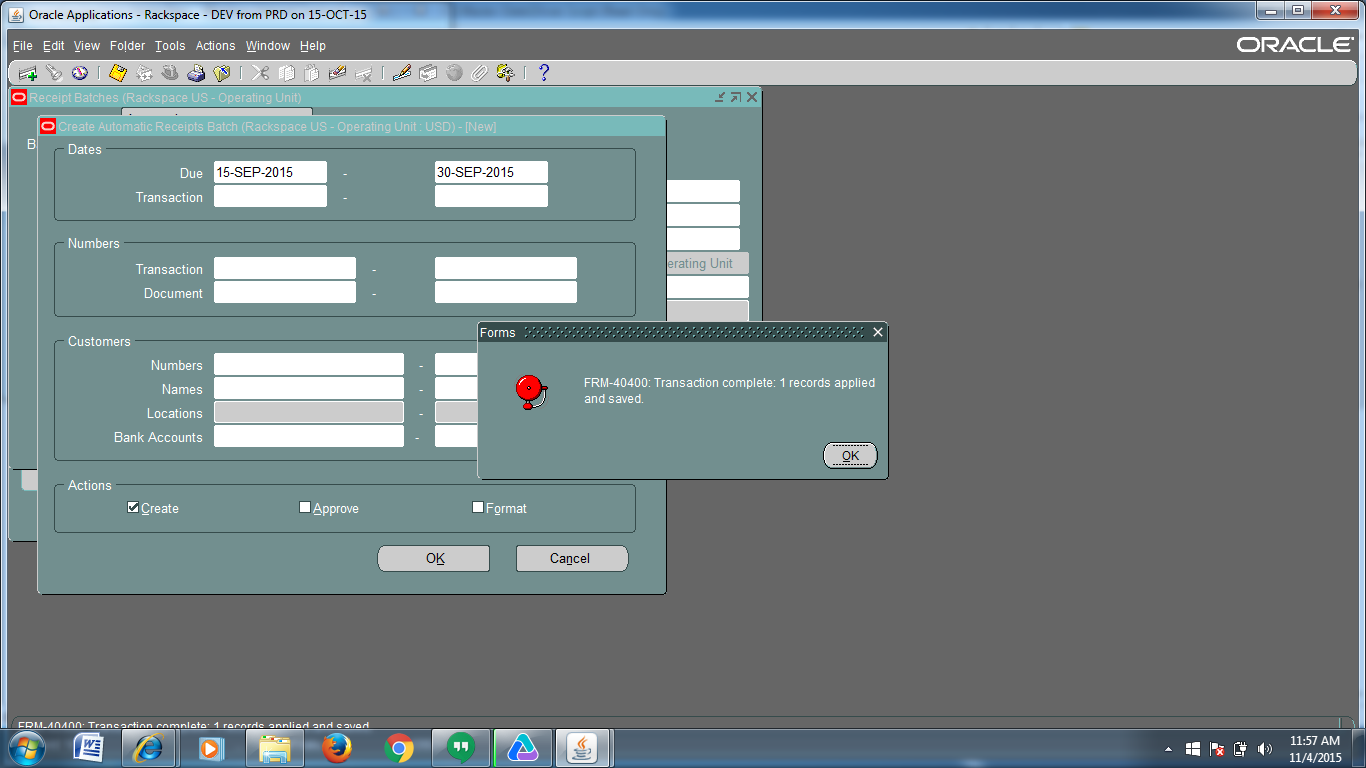 Oracle Applications - Rackspace - DEV from PRD on 15-OCT-15
File Edit View Folder Tools Actions Window Help
ORACLE
Receipt Batches (Rackspace US - Operating Unit)
Create Automatic Receipts Batch (Rackspace US - Operating Unit : USD) - [New]
B
Dates
Due 15-SEP-2015 - 30-SEP-2015
Transaction -
Numbers
Transaction -
erating Unit
Document -
Customers
Numbers -
Names -
Locations -
Bank Accounts -
Forms
FRM-40400: Transaction complete: 1 records applied
and saved.
OK
Actions
Create Approve Format
OK Cancel
FRM-40400: Transaction complete: 1 records applied and saved.
11:57 AM
11/4/2015